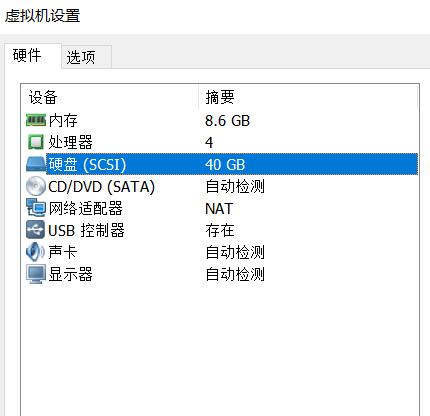 虚拟机设置
硬件 选项
设备 摘要
内存 8.6 GB
处理器 4
硬盘 (SCSI) 40 GB
CD/DVD (SATA) 自动检测
网络适配器 NAT
USB 控制器 存在
声卡 自动检测
显示器 自动检测